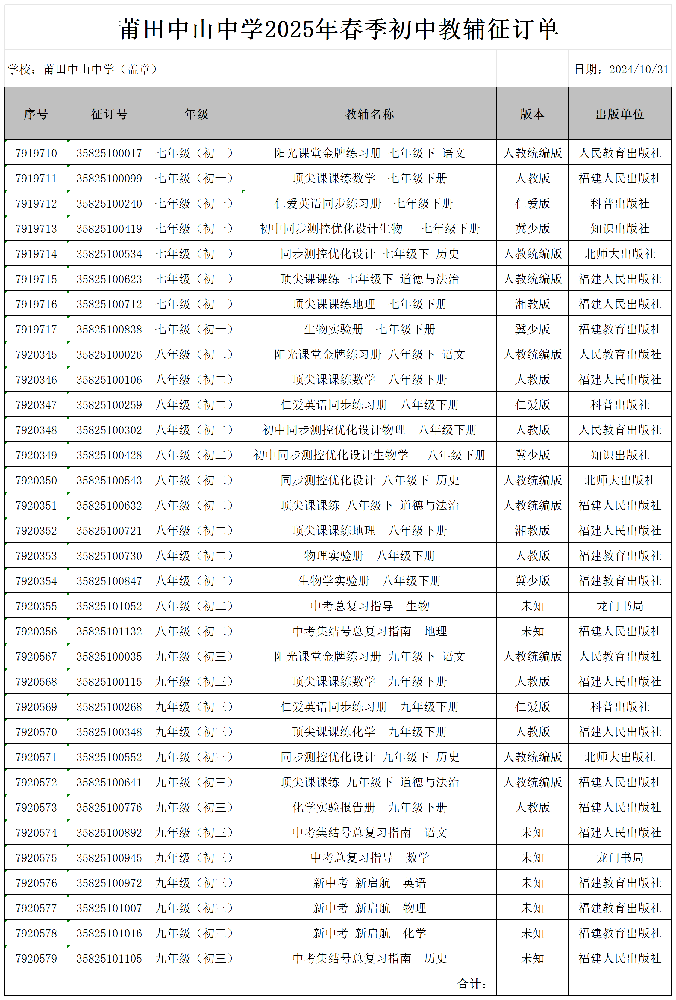 莆田中山中学2025年春季初中教辅征订单
学校：莆田中山中学（盖章） 日期：2024/10/31
序号 征订号 年级 教辅名称 版本 出版单位
7919710 35825100017 七年级（初一） 阳光课堂金牌练习册 七年级下 语文 人教统编版 人民教育出版社
7919711 35825100099 七年级（初一） 顶尖课课练数学 七年级下册 人教版 福建人民出版社
7919712 35825100240 七年级（初一） 仁爱英语同步练习册 七年级下册 仁爱版 科普出版社
7919713 35825100419 七年级（初一） 初中同步测控优化设计生物 七年级下册 冀少版 知识出版社
7919714 35825100534 七年级（初一） 同步测控优化设计 七年级下 历史 人教统编版 北师大出版社
7919715 35825100623 七年级（初一） 顶尖课课练 七年级下 道德与法治 人教统编版 福建人民出版社
7919716 35825100712 七年级（初一） 顶尖课课练地理 七年级下册 湘教版 福建人民出版社
7919717 35825100838 七年级（初一） 生物实验册 七年级下册 冀少版 福建教育出版社
7920345 35825100026 八年级（初二） 阳光课堂金牌练习册 八年级下 语文 人教统编版 人民教育出版社
7920346 35825100106 八年级（初二） 顶尖课课练数学 八年级下册 人教版 福建人民出版社
7920347 35825100259 八年级（初二） 仁爱英语同步练习册 八年级下册 仁爱版 科普出版社
7920348 35825100302 八年级（初二） 初中同步测控优化设计物理 八年级下册 人教版 人民教育出版社
7920349 35825100428 八年级（初二） 初中同步测控优化设计生物学 八年级下册 冀少版 知识出版社
7920350 35825100543 八年级（初二） 同步测控优化设计 八年级下 历史 人教统编版 北师大出版社
7920351 35825100632 八年级（初二） 顶尖课课练 八年级下 道德与法治 人教统编版 福建人民出版社
7920352 35825100721 八年级（初二） 顶尖课课练地理 八年级下册 湘教版 福建人民出版社
7920353 35825100730 八年级（初二） 物理实验册 八年级下册 人教版 福建教育出版社
7920354 35825100847 八年级（初二） 生物学实验册 八年级下册 冀少版 福建教育出版社
7920355 35825101052 八年级（初二） 中考总复习指导 生物 未知 龙门书局
7920356 35825101132 八年级（初二） 中考集结号总复习指南 地理 未知 福建人民出版社
7920567 35825100035 九年级（初三） 阳光课堂金牌练习册 九年级下 语文 人教统编版 人民教育出版社
7920568 35825100115 九年级（初三） 顶尖课课练数学 九年级下册 人教版 福建人民出版社
7920569 35825100268 九年级（初三） 仁爱英语同步练习册 九年级下册 仁爱版 科普出版社
7920570 35825100348 九年级（初三） 顶尖课课练化学 九年级下册 人教版 福建人民出版社
7920571 35825100552 九年级（初三） 同步测控优化设计 九年级下 历史 人教统编版 北师大出版社
7920572 35825100641 九年级（初三） 顶尖课课练 九年级下 道德与法治 人教统编版 福建人民出版社
7920573 35825100776 九年级（初三） 化学实验报告册 九年级下册 人教版 福建人民出版社
7920574 35825100892 九年级（初三） 中考集结号总复习指南 语文 未知 福建人民出版社
7920575 35825100945 九年级（初三） 中考总复习指导 数学 未知 龙门书局
7920576 35825100972 九年级（初三） 新中考 新启航 英语 未知 福建教育出版社
7920577 35825101007 九年级（初三） 新中考 新启航 物理 未知 福建教育出版社
7920578 35825101016 九年级（初三） 新中考 新启航 化学 未知 福建教育出版社
7920579 35825101105 九年级（初三） 中考集结号总复习指南 历史 未知 福建人民出版社
合计：